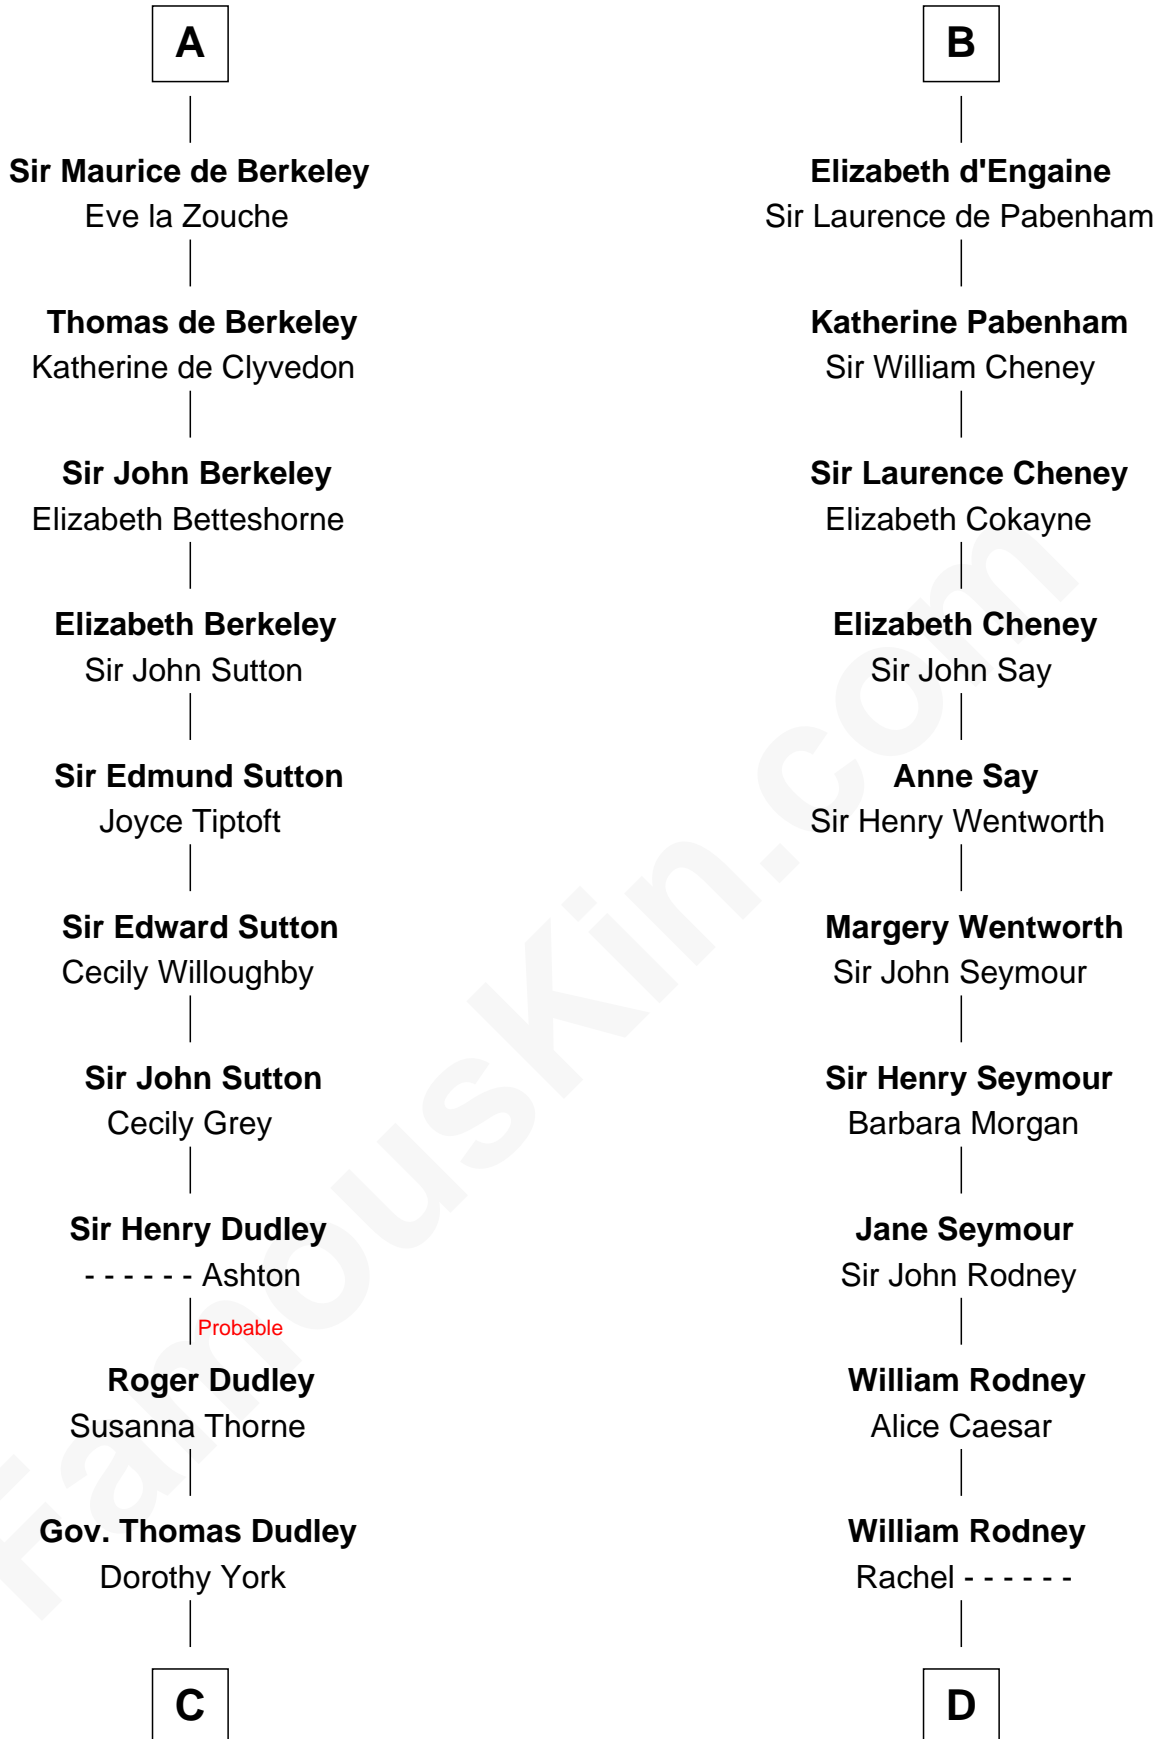 A
Sir Maurice de Berkeley
Eve la Zouche
Thomas de Berkeley
Katherine de Clyvedon
Sir John Berkeley
Elizabeth Betteshorne
Elizabeth Berkeley
Sir John Sutton
Sir Edmund Sutton
Joyce Tiptoft
Sir Edward Sutton
Cecily Willoughby
Sir John Sutton
Cecily Grey
Sir Henry Dudley
- - - - - - Ashton
Probable
Roger Dudley
Susanna Thorne
Gov. Thomas Dudley
Dorothy York
C
B
Elizabeth d'Engaine
Sir Laurence de Pabenham
Katherine Pabenham
Sir William Cheney
Sir Laurence Cheney
Elizabeth Cokayne
Elizabeth Cheney
Sir John Say
Anne Say
Sir Henry Wentworth
Margery Wentworth
Sir John Seymour
Sir Henry Seymour
Barbara Morgan
Jane Seymour
Sir John Rodney
William Rodney
Alice Caesar
William Rodney
Rachel - - - - - -
D
FamousKin.com